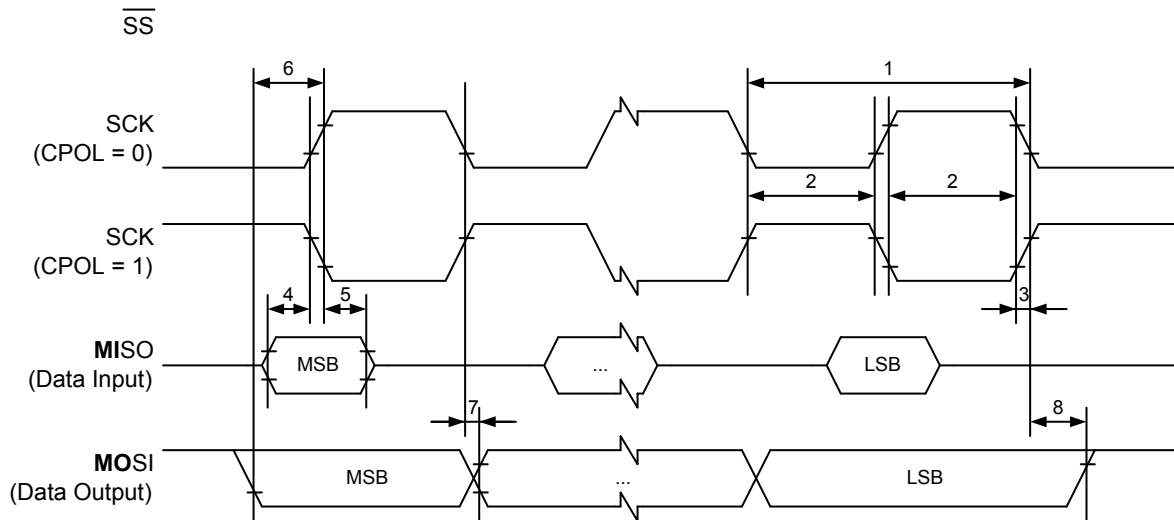 SS
6
1
SCK
(CPOL = 0)
2
2
SCK
(CPOL = 1)
4
5
3
MISO
(Data Input)
MSB
...
LSB
7
8
MOSI
(Data Output)
MSB
...
LSB